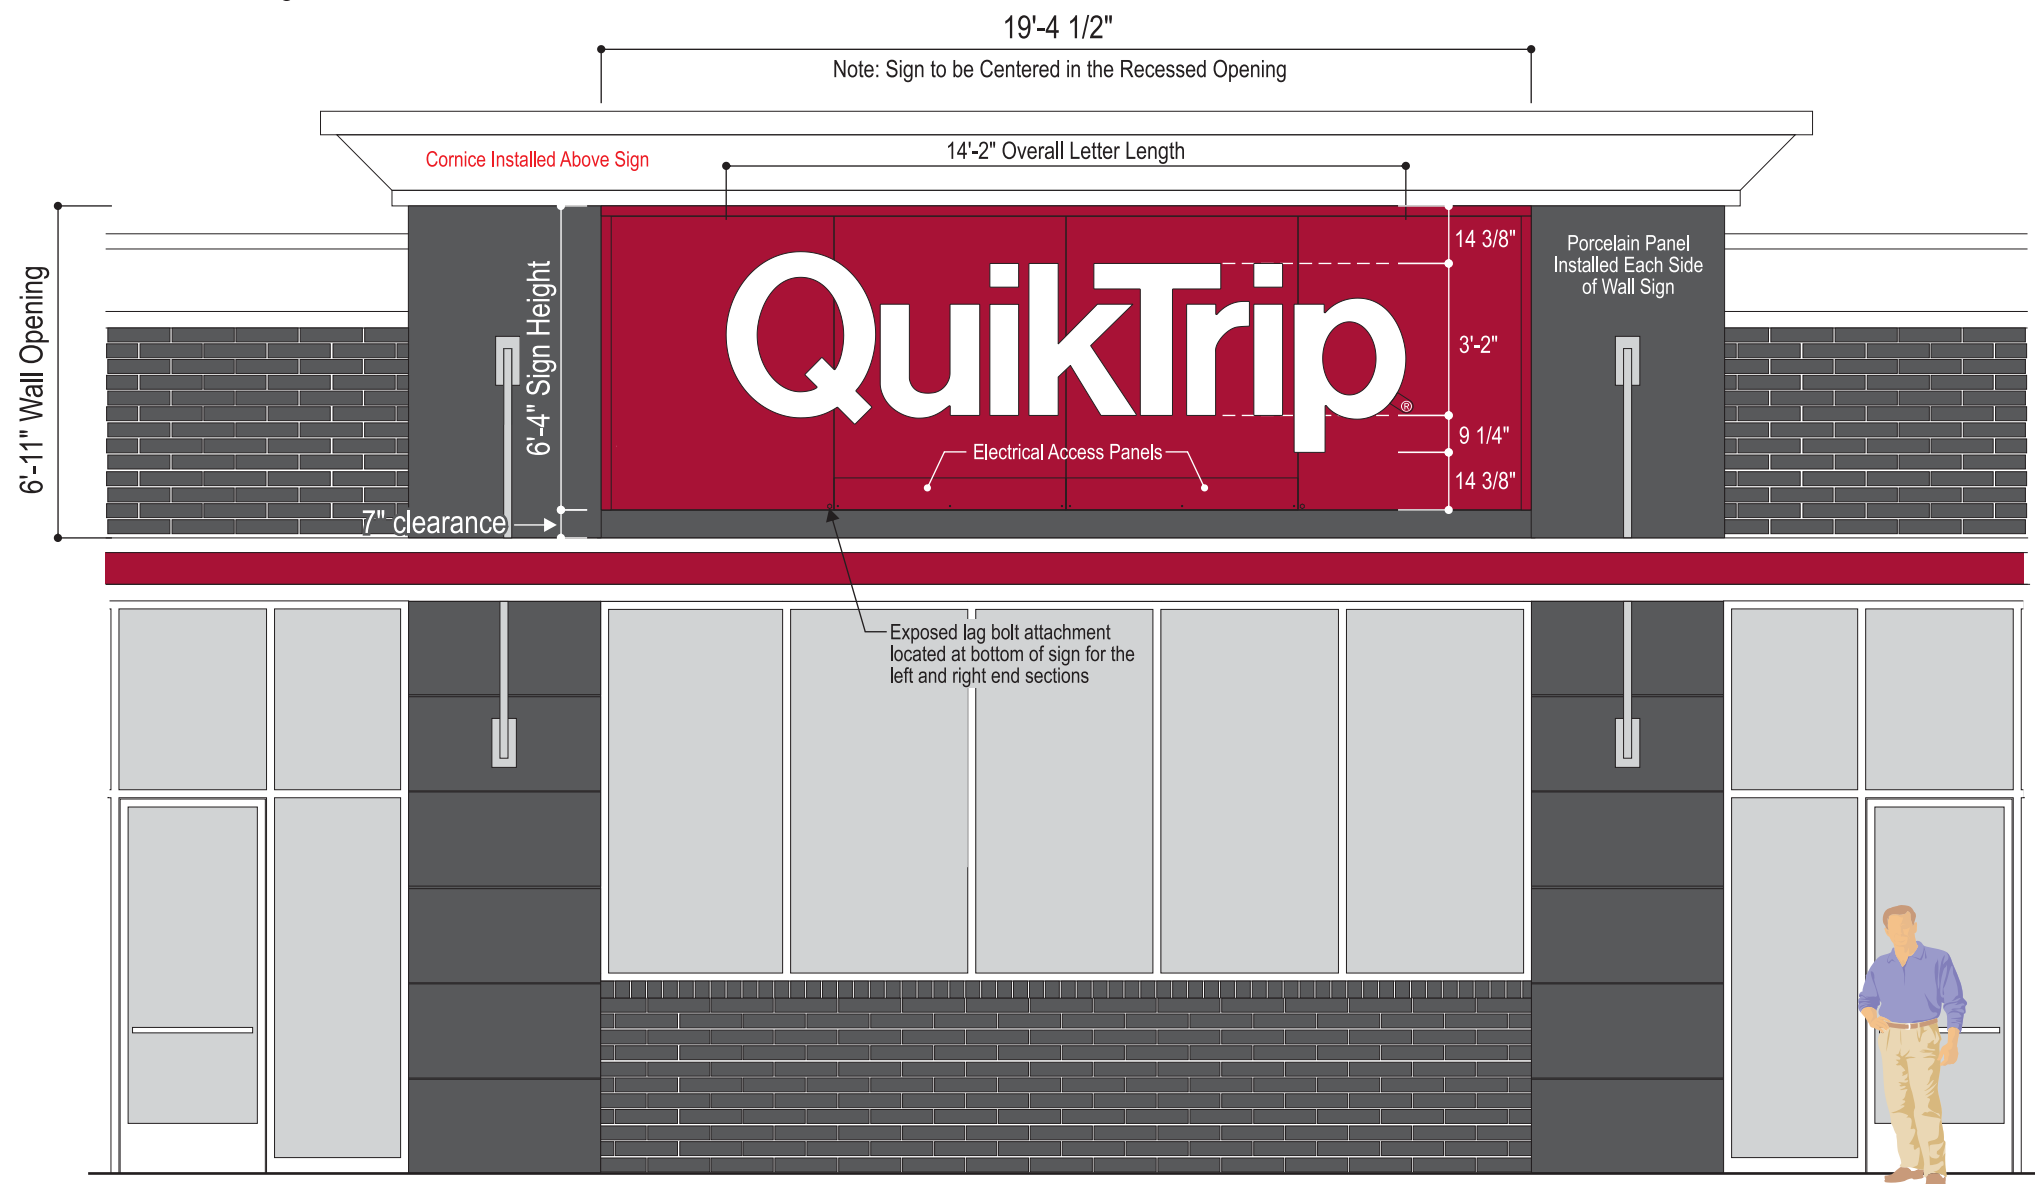 19'-4 1/2"
Note: Sign to be Centered in the Recessed Opening
Cornice Installed Above Sign
14'-2" Overall Letter Length
6'-11" Wall Opening
6'-4" Sign Height
7" clearance
QuikTrip®
14 3/8"
3'-2"
9 1/4"
14 3/8"
Electrical Access Panels
Porcelain Panel
Installed Each Side
of Wall Sign
Exposed lag bolt attachment
located at bottom of sign for the
left and right end sections